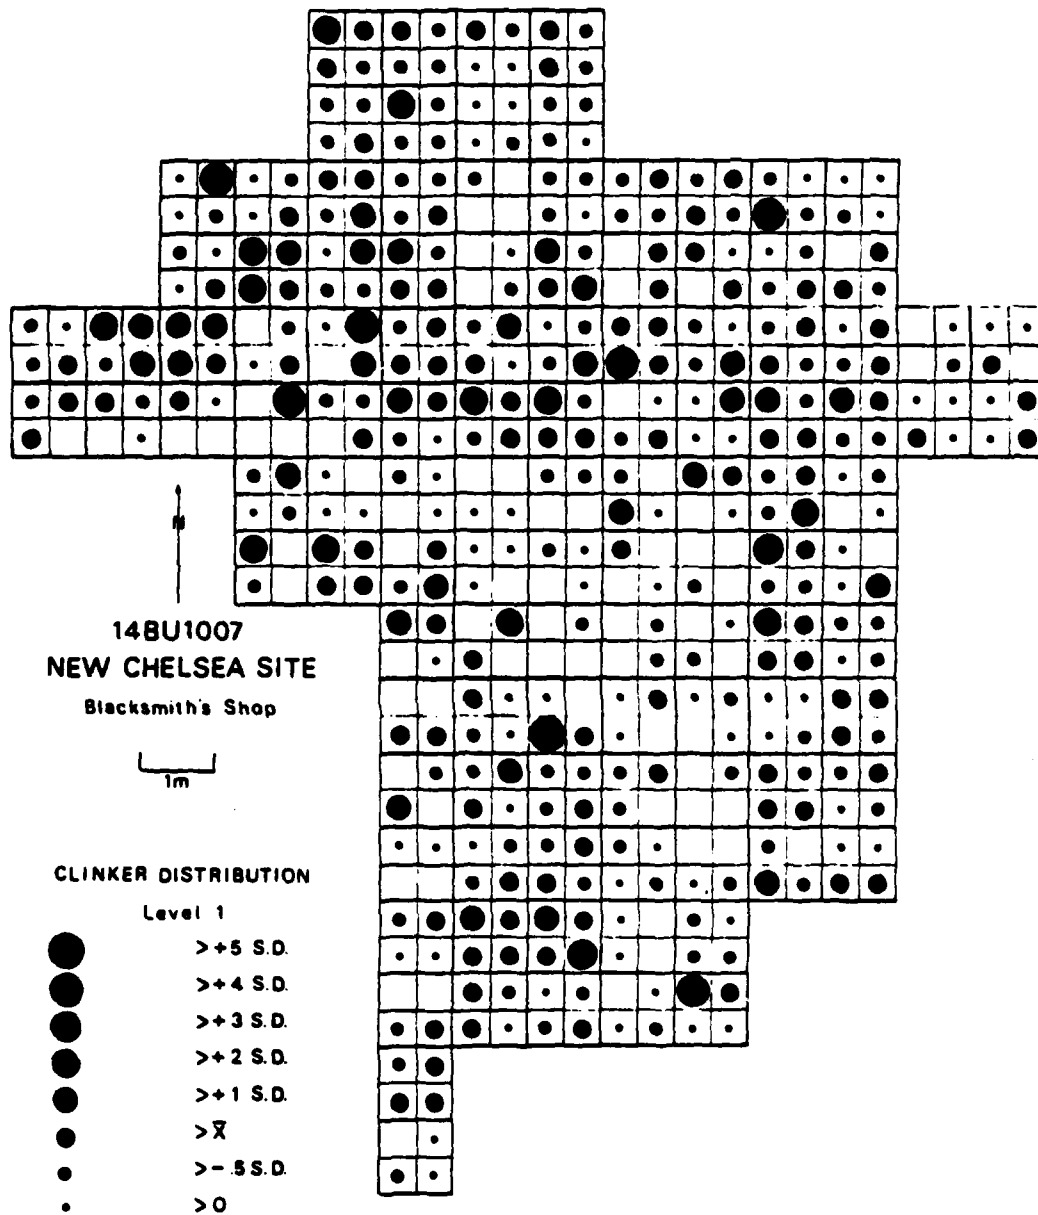 N
14BU1007
NEW CHELSEA SITE
Blacksmith's Shop
1m
CLINKER DISTRIBUTION
Level 1
>+5 S.D.
>+4 S.D.
>+3 S.D.
>+2 S.D.
>+1 S.D.
>X̅
>-.5 S.D.
>0